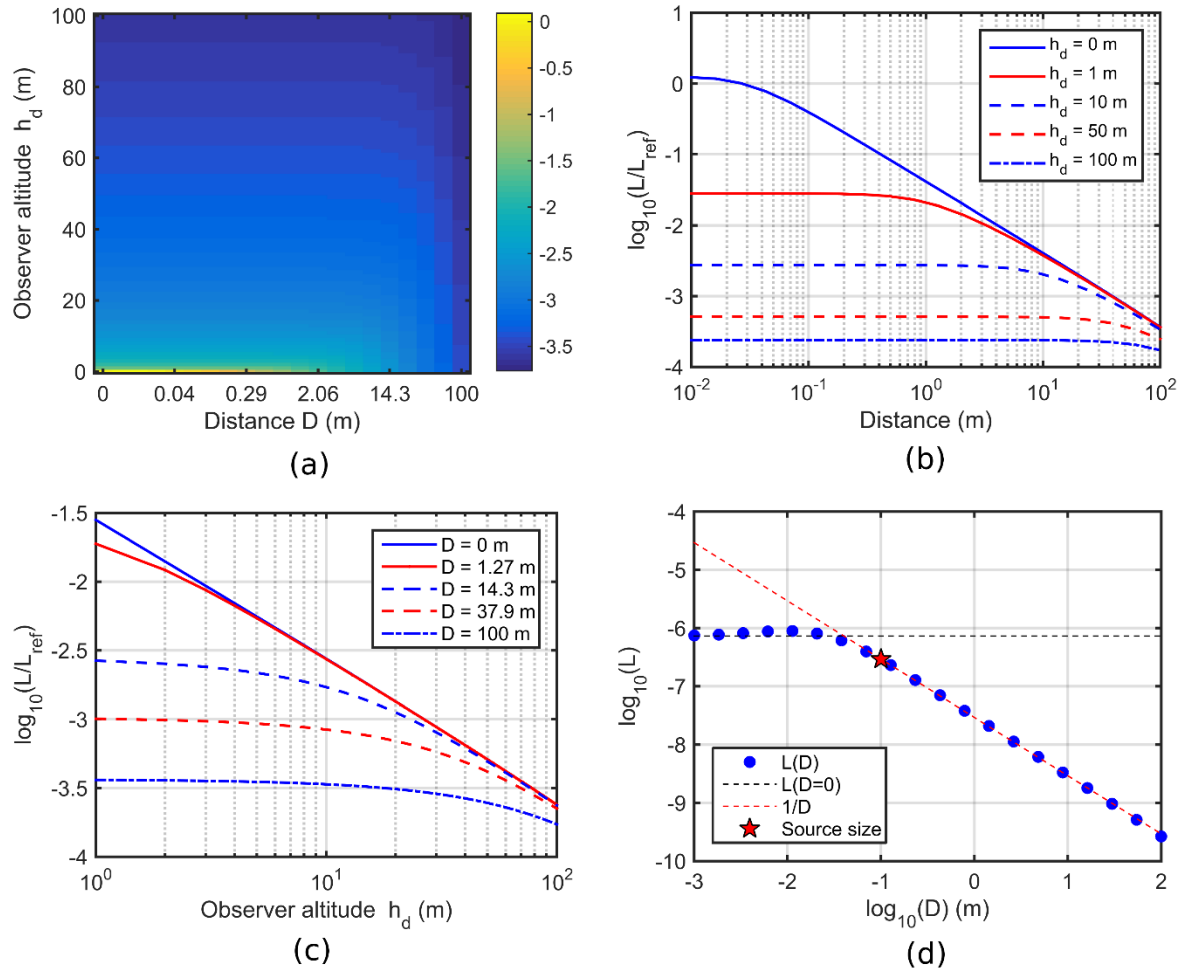 100
80
60
40
20
0
Observer altitude h_d (m)
0 0.04 0.29 2.06 14.3 100
Distance D (m)
0
-0.5
-1
-1.5
-2
-2.5
-3
-3.5
(a)
1
0
-1
-2
-3
-4
log10(L/L_ref)
h_d = 0 m
h_d = 1 m
h_d = 10 m
h_d = 50 m
h_d = 100 m
10^-2 10^-1 10^0 10^1 10^2
Distance (m)
(b)
-1.5
-2
-2.5
-3
-3.5
-4
log10(L/L_ref)
D = 0 m
D = 1.27 m
D = 14.3 m
D = 37.9 m
D = 100 m
10^0 10^1 10^2
Observer altitude h_d (m)
(c)
-4
-5
-6
-7
-8
-9
-10
log10(L)
L(D)
L(D=0)
1/D
Source size
-3 -2 -1 0 1 2
log10(D) (m)
(d)